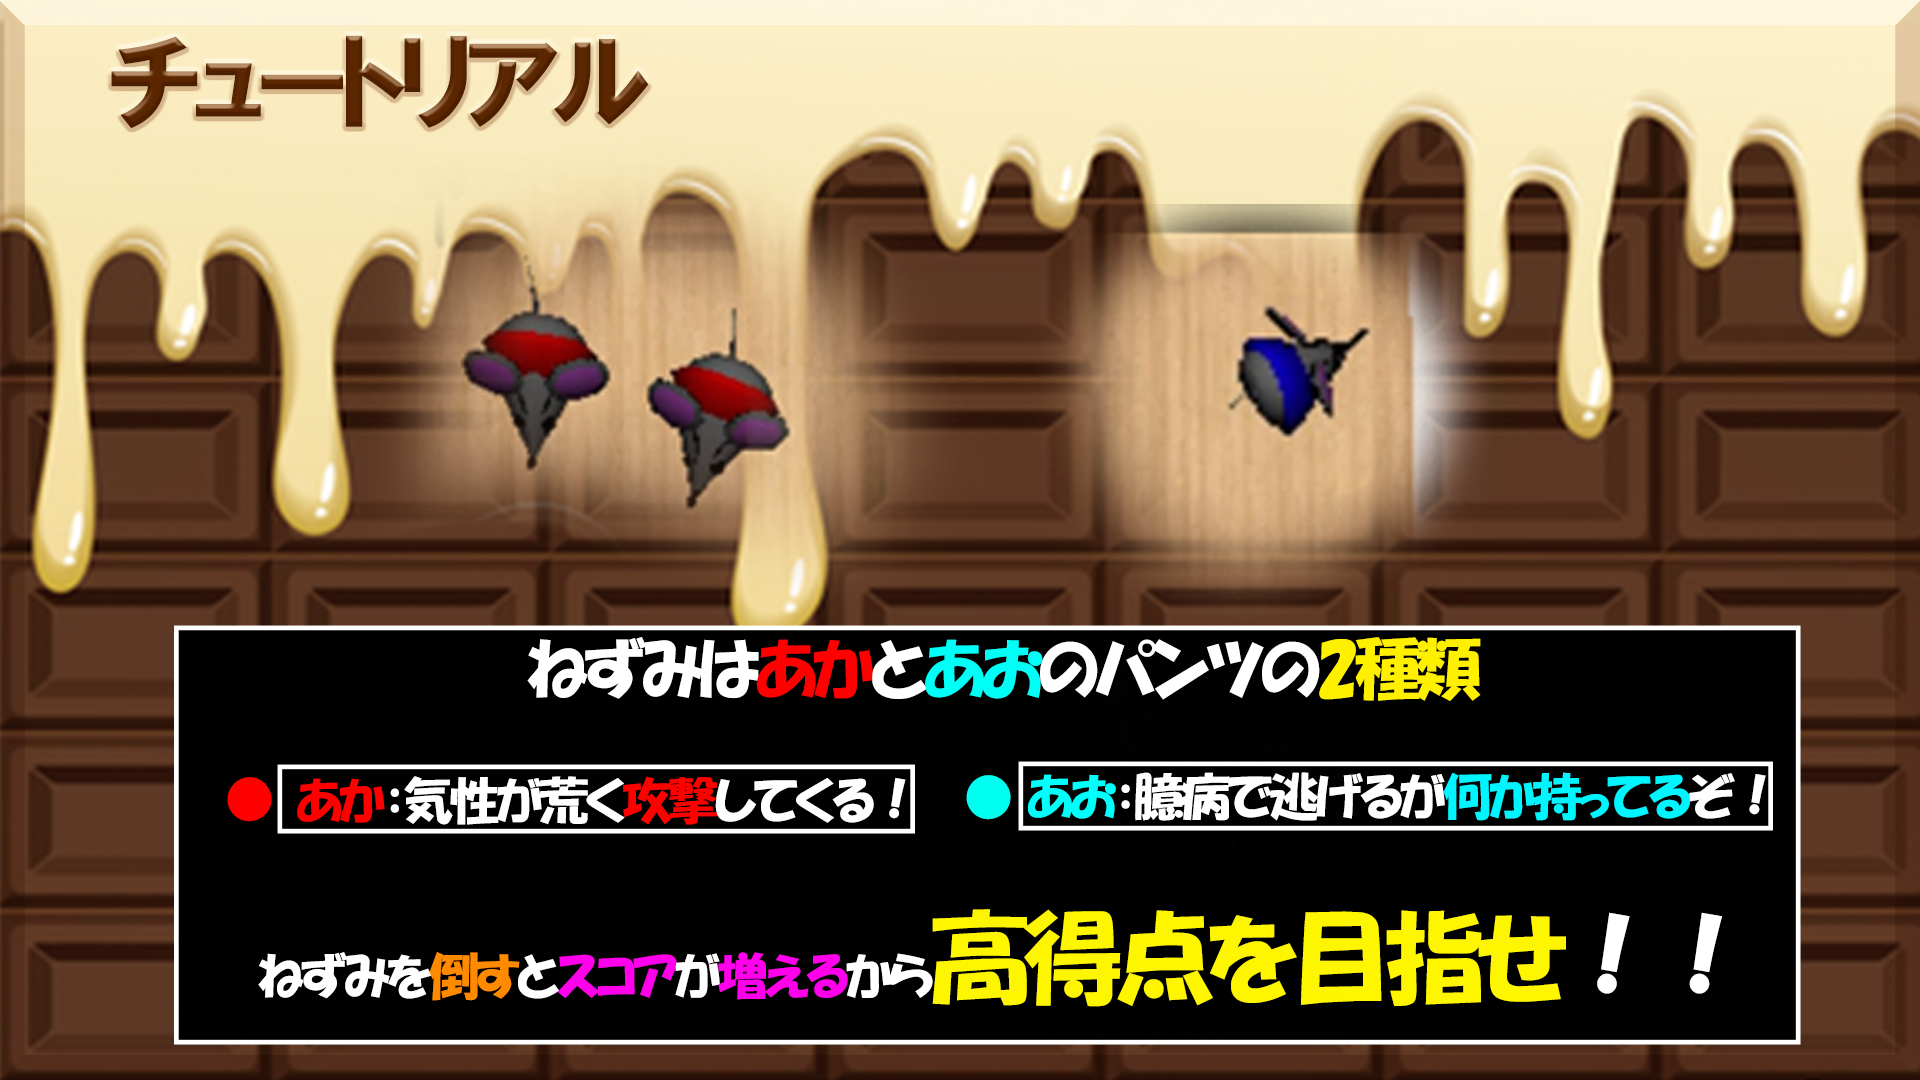 チュートリアル
ねずみはあかとあおのパンツの2種類
あか：気性が荒く攻撃してくる！
あお：臆病で逃げるが何か持ってるぞ！
ねずみを倒すとスコアが増えるから高得点を目指せ！！